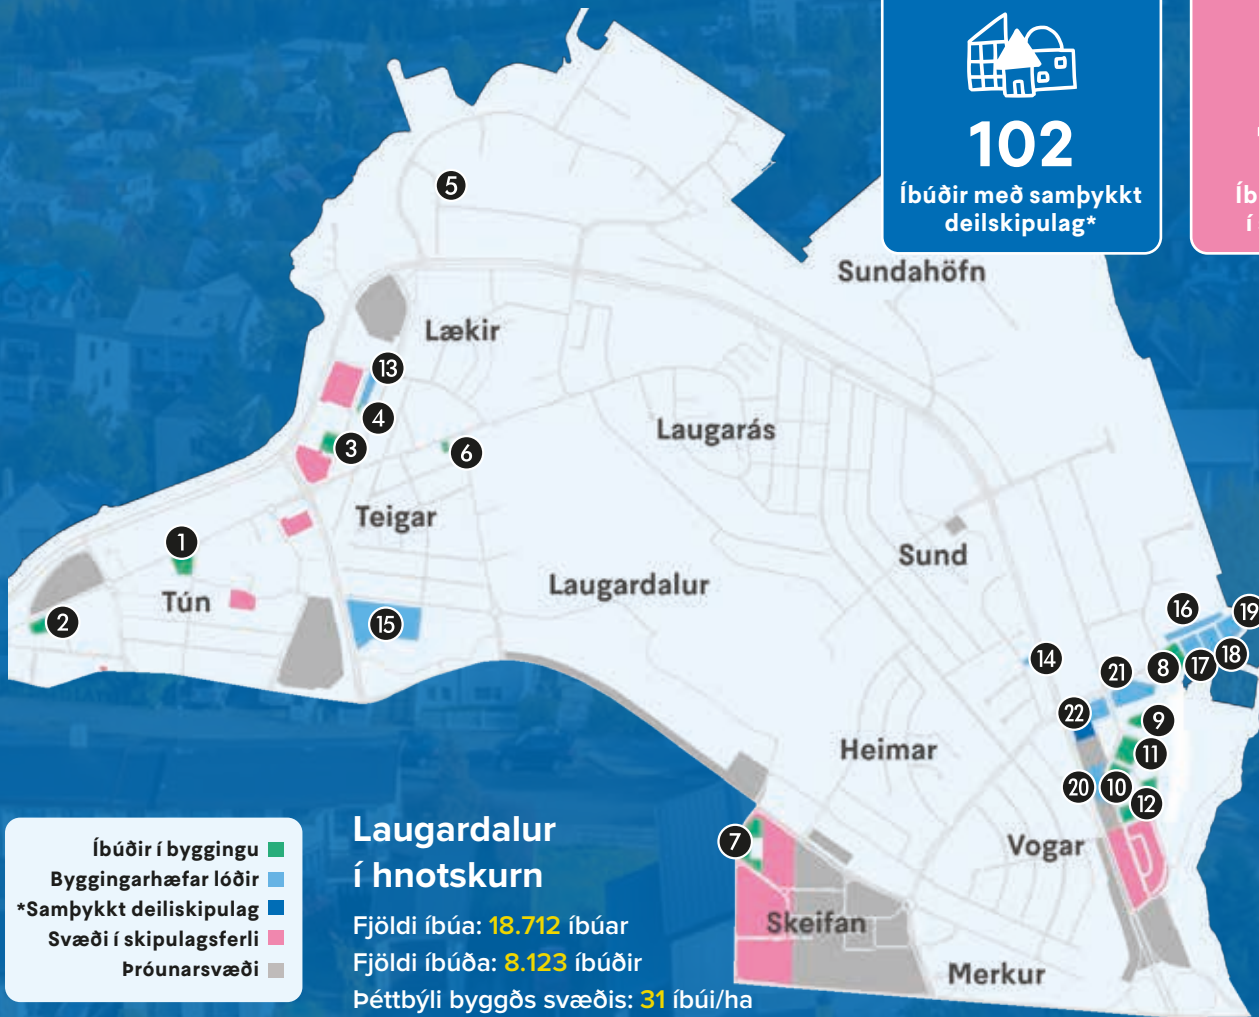 102
Íbúðir með samþykkt
deilskipulag*
Íb
í
Sundahöfn
5
Lækir
13
4
3
6
Laugarás
Teigar
1
Sund
Laugardalur
Tún
2
15
16
19
14
21
8
17
18
22
9
Heimar
11
20
10
12
7
Vogar
Skeifan
Merkur
Íbúðir í byggingu
Byggingarhæfar lóðir
*Samþykkt deiliskipulag
Svæði í skipulagsferli
Þróunarsvæði
Laugardalur
í hnotskurn
Fjöldi íbúa: 18.712 íbúar
Fjöldi íbúða: 8.123 íbúðir
Þéttbýli byggðs svæðis: 31 íbúi/ha